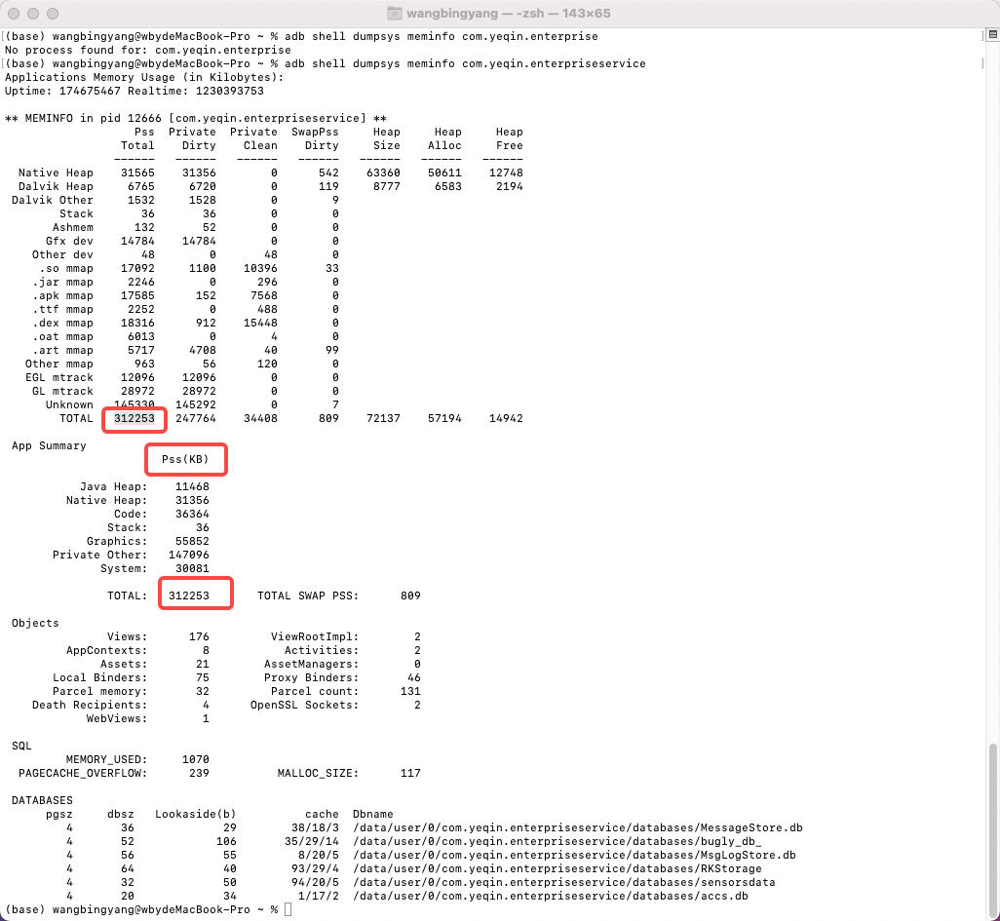 wangbingyang — -zsh — 143×65
[(base) wangbingyang@wbydeMacBook-Pro ~ % adb shell dumpsys meminfo com.yeqin.enterprise ]
No process found for: com.yeqin.enterprise
[(base) wangbingyang@wbydeMacBook-Pro ~ % adb shell dumpsys meminfo com.yeqin.enterpriseservice ]
Applications Memory Usage (in Kilobytes):
Uptime: 174675467 Realtime: 1230393753
** MEMINFO in pid 12666 [com.yeqin.enterpriseservice] **
Pss Private Private SwapPss Heap Heap Heap
Total Dirty Clean Dirty Size Alloc Free
------ ------ ------ ------ ------ ------ ------
Native Heap 31565 31356 0 542 63360 50611 12748
Dalvik Heap 6765 6720 0 119 8777 6583 2194
Dalvik Other 1532 1528 0 9
Stack 36 36 0 0
Ashmem 132 52 0 0
Gfx dev 14784 14784 0 0
Other dev 48 0 48 0
.so mmap 17092 1100 10396 33
.jar mmap 2246 0 296 0
.apk mmap 17585 152 7568 0
.ttf mmap 2252 0 488 0
.dex mmap 18316 912 15448 0
.oat mmap 6013 0 4 0
.art mmap 5717 4708 40 99
Other mmap 963 56 120 0
EGL mtrack 12096 12096 0 0
GL mtrack 28972 28972 0 0
Unknown 145330 145292 0 7
TOTAL 312253 247764 34408 809 72137 57194 14942
App Summary
Pss(KB)
Java Heap: 11468
Native Heap: 31356
Code: 36364
Stack: 36
Graphics: 55852
Private Other: 147096
System: 30081
TOTAL: 312253 TOTAL SWAP PSS: 809
Objects
Views: 176 ViewRootImpl: 2
AppContexts: 8 Activities: 2
Assets: 21 AssetManagers: 0
Local Binders: 75 Proxy Binders: 46
Parcel memory: 32 Parcel count: 131
Death Recipients: 4 OpenSSL Sockets: 2
WebViews: 1
SQL
MEMORY_USED: 1070
PAGECACHE_OVERFLOW: 239 MALLOC_SIZE: 117
DATABASES
pgsz dbsz Lookaside(b) cache Dbname
4 36 29 38/18/3 /data/user/0/com.yeqin.enterpriseservice/databases/MessageStore.db
4 52 106 35/29/14 /data/user/0/com.yeqin.enterpriseservice/databases/bugly_db_
4 56 55 8/20/5 /data/user/0/com.yeqin.enterpriseservice/databases/MsgLogStore.db
4 64 40 93/29/4 /data/user/0/com.yeqin.enterpriseservice/databases/RKStorage
4 32 50 94/20/5 /data/user/0/com.yeqin.enterpriseservice/databases/sensorsdata
4 20 34 1/17/2 /data/user/0/com.yeqin.enterpriseservice/databases/accs.db
(base) wangbingyang@wbydeMacBook-Pro ~ %